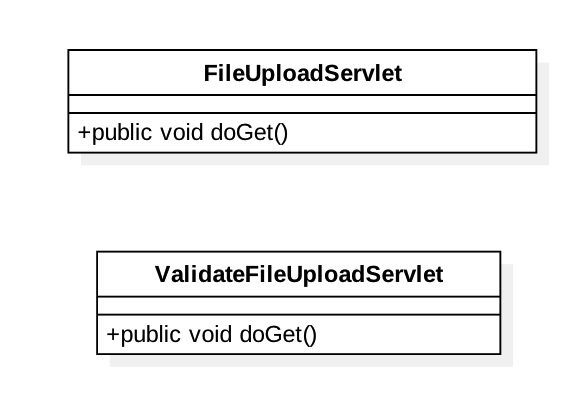 FileUploadServlet
+public void doGet()
ValidateFileUploadServlet
+public void doGet()